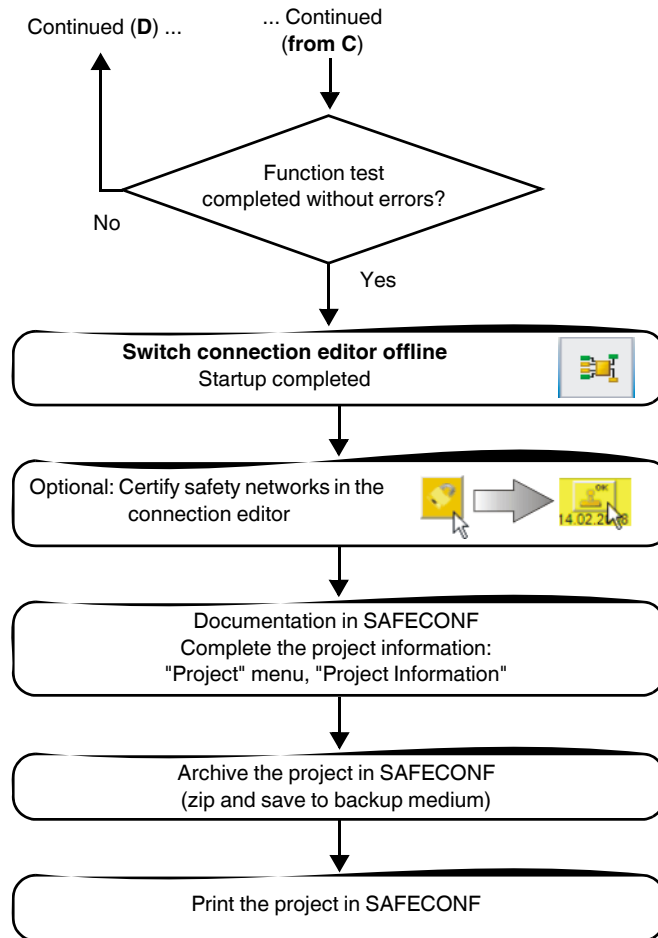 Continued (D) ...
... Continued
(from C)
Function test
completed without errors?
No
Yes
Switch connection editor offline
Startup completed
Optional: Certify safety networks in the
connection editor
OK
Documentation in SAFECONF
Complete the project information:
"Project" menu, "Project Information"
Archive the project in SAFECONF
(zip and save to backup medium)
Print the project in SAFECONF